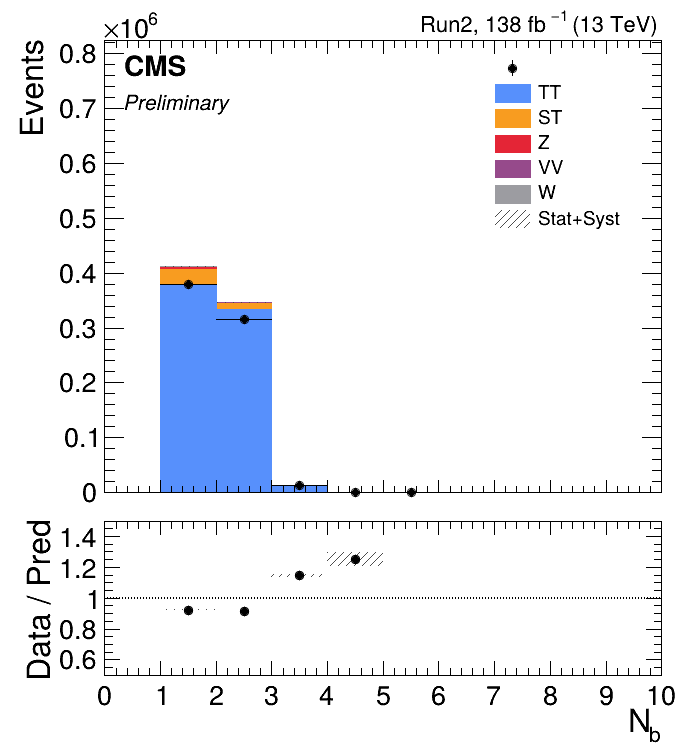 ×10⁶
Run2, 138 fb⁻¹ (13 TeV)
CMS
Preliminary
Events
0.8
0.7
0.6
0.5
0.4
0.3
0.2
0.1
0
TT
ST
Z
VV
W
Stat+Syst
Data / Pred
1.4
1.2
1
0.8
0.6
0 1 2 3 4 5 6 7 8 9 10
N_b